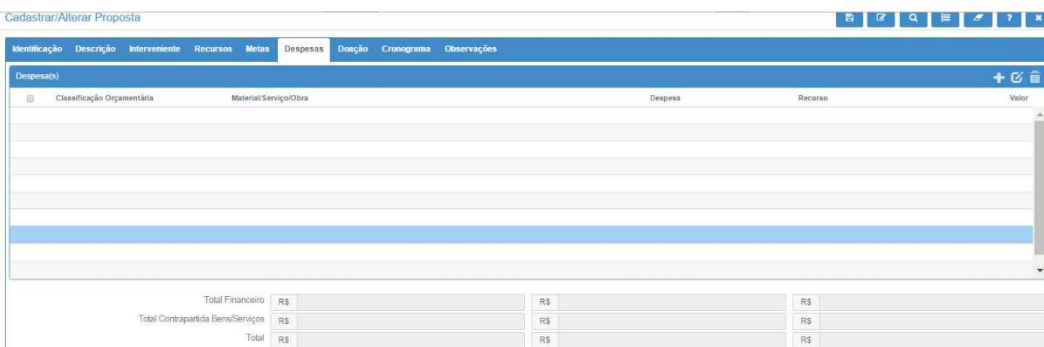 Cadastrar/Alterar Proposta
?
Identificação Descrição Interveniente Recursos Metas Despesas Doação Cronograma Observações
Despesa(s)
Classificação Orçamentária Material/Serviço/Obra Despesa Recurso Valor
Total Financeiro R$ R$ R$
Total Contrapartida Bens/Serviços R$ R$ R$
Total R$ R$ R$